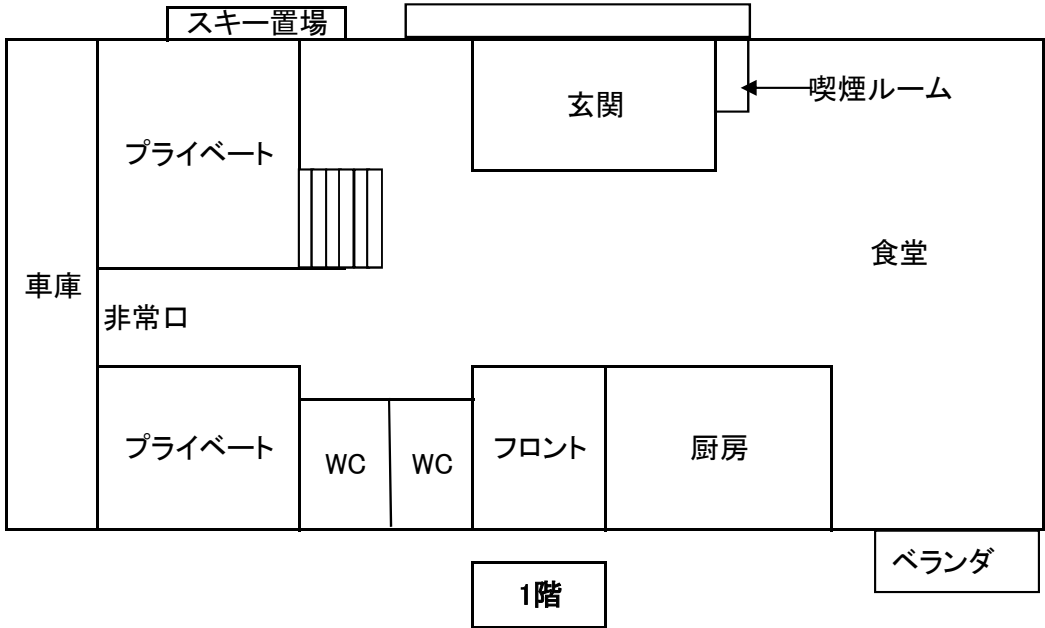 スキー置場
玄関
喫煙ルーム
プライベート
食堂
車庫
非常口
プライベート
WC
WC
フロント
厨房
ベランダ
1階